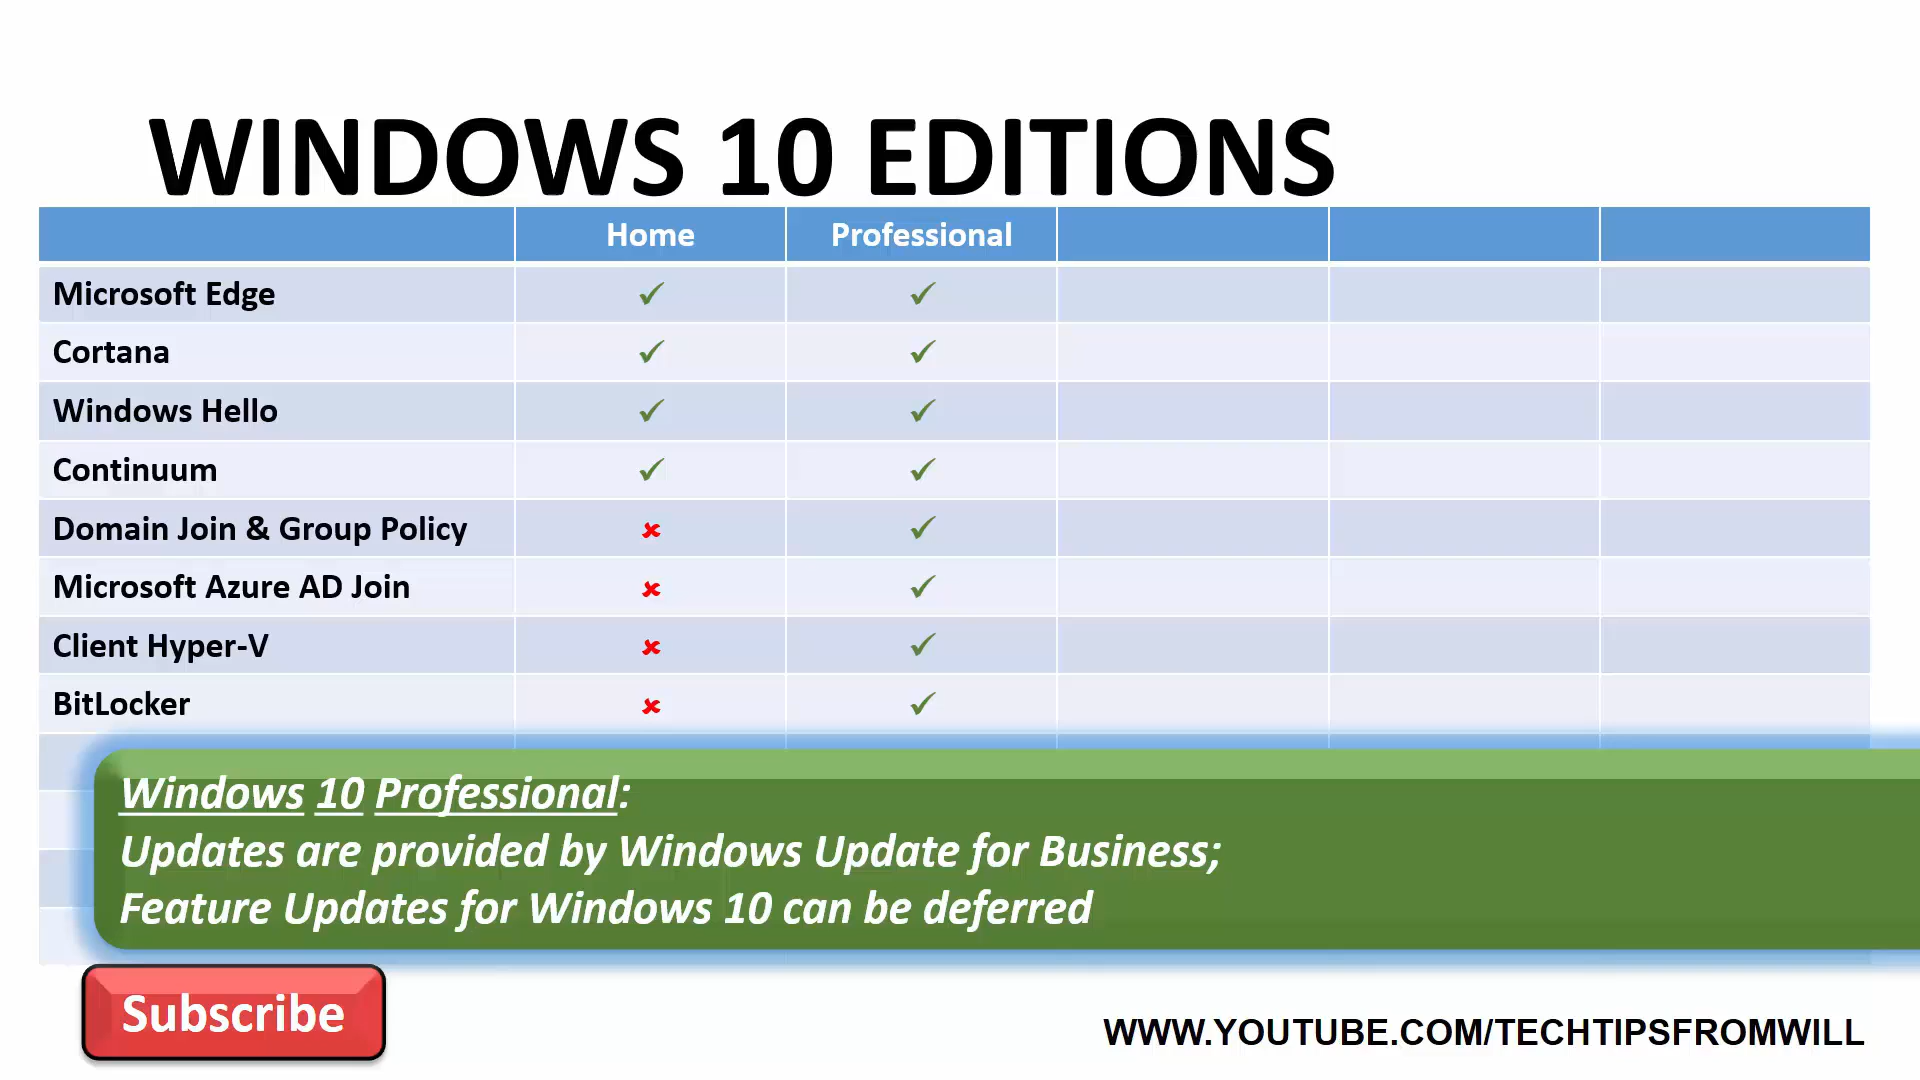 WINDOWS 10 EDITIONS
Home Professional
Microsoft Edge ✓ ✓
Cortana ✓ ✓
Windows Hello ✓ ✓
Continuum ✓ ✓
Domain Join & Group Policy ✘ ✓
Microsoft Azure AD Join ✘ ✓
Client Hyper-V ✘ ✓
BitLocker ✘ ✓
Windows 10 Professional:
Updates are provided by Windows Update for Business;
Feature Updates for Windows 10 can be deferred
Subscribe
WWW.YOUTUBE.COM/TECHTIPSFROMWILL